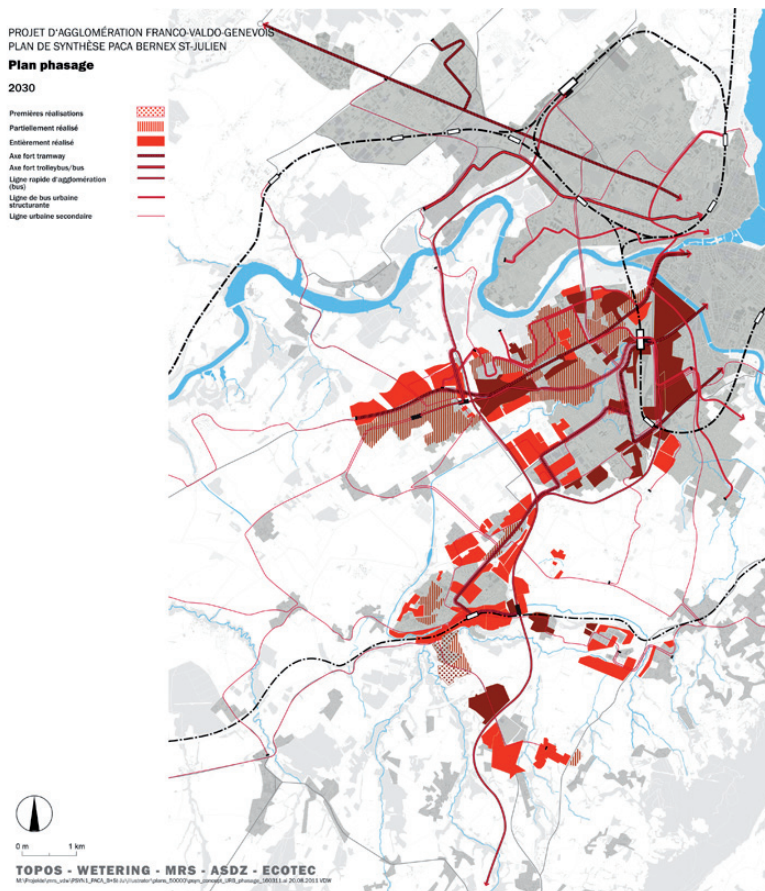 PROJET D'AGGLOMÉRATION FRANCO-VALDO-GENEVOIS
PLAN DE SYNTHÈSE PACA BERNEX ST-JULIEN
Plan phasage
2030
Premières réalisations
Partiellement réalisé
Entièrement réalisé
Axe fort tramway
Axe fort trolleybus/bus
Ligne rapide d'agglomération
(bus)
Ligne de bus urbaine
structurante
Ligne urbaine secondaire
0 m 1 km
TOPOS - WETERING - MRS - ASDZ - ECOTEC